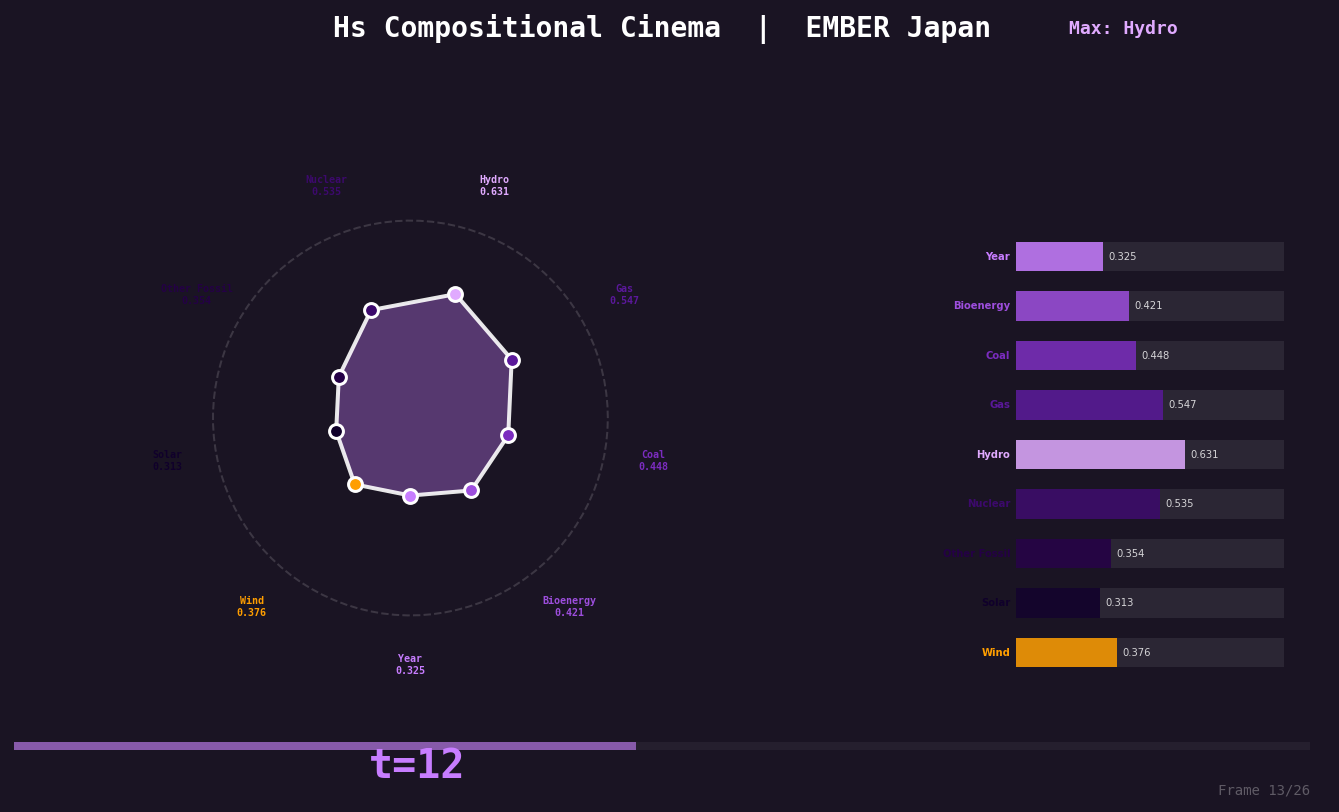 Hs Compositional Cinema | EMBER Japan
Max: Hydro
Nuclear
0.535
Hydro
0.631
Other Fossil
0.354
Gas
0.547
Solar
0.313
Coal
0.448
Wind
0.376
Bioenergy
0.421
Year
0.325
Year 0.325
Bioenergy 0.421
Coal 0.448
Gas 0.547
Hydro 0.631
Nuclear 0.535
Other Fossil 0.354
Solar 0.313
Wind 0.376
t=12
Frame 13/26